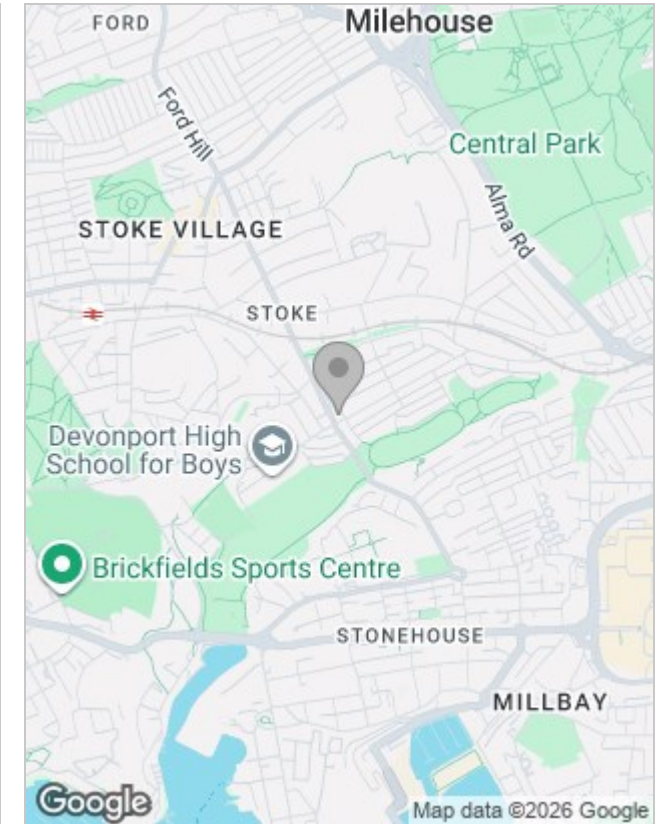 FORD
Milehouse
Ford Hill
Central Park
Alma Rd
STOKE VILLAGE
STOKE
Devonport High
School for Boys
Brickfields Sports Centre
STONEHOUSE
MILLBAY
Google
Map data ©2026 Google